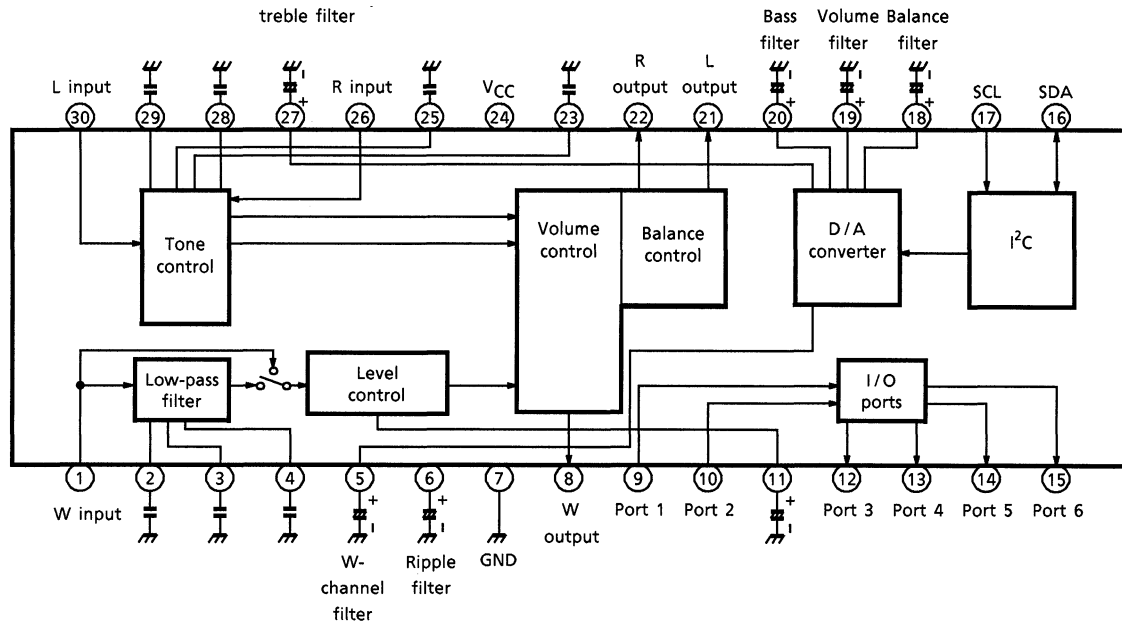 treble filter
Bass
filter
Volume
filter
Balance
filter
L input
R input
VCC
R
output
L
output
SCL
SDA
30
29
28
27
26
25
24
23
22
21
20
19
18
17
16
Tone
control
Volume
control
Balance
control
D/A
converter
I²C
Low-pass
filter
Level
control
I/O
ports
1
2
3
4
5
6
7
8
9
10
11
12
13
14
15
W input
W-
channel
filter
Ripple
filter
GND
W
output
Port 1
Port 2
Port 3
Port 4
Port 5
Port 6